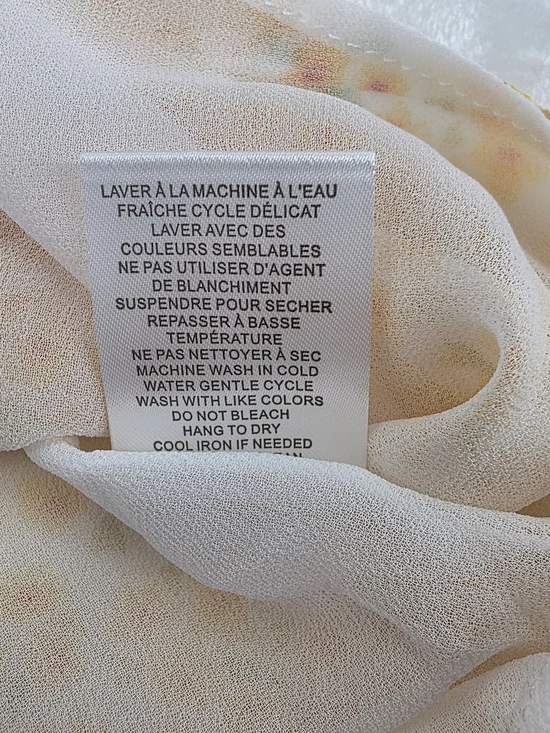 LAVER À LA MACHINE À L'EAU
FRAÎCHE CYCLE DÉLICAT
LAVER AVEC DES
COULEURS SEMBLABLES
NE PAS UTILISER D'AGENT
DE BLANCHIMENT
SUSPENDRE POUR SECHER
REPASSER À BASSE
TEMPÉRATURE
NE PAS NETTOYER À SEC
MACHINE WASH IN COLD
WATER GENTLE CYCLE
WASH WITH LIKE COLORS
DO NOT BLEACH
HANG TO DRY
COOL IRON IF NEEDED